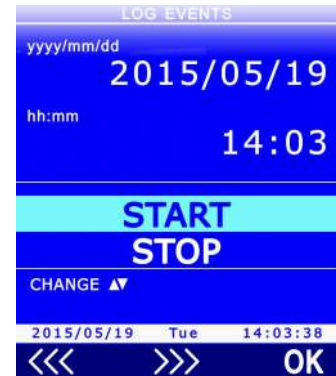 LOG EVENTS
yyyy/mm/dd
2015/05/19
hh:mm
14:03
START
STOP
CHANGE ▲▼
2015/05/19 Tue 14:03:38
<<< >>> OK